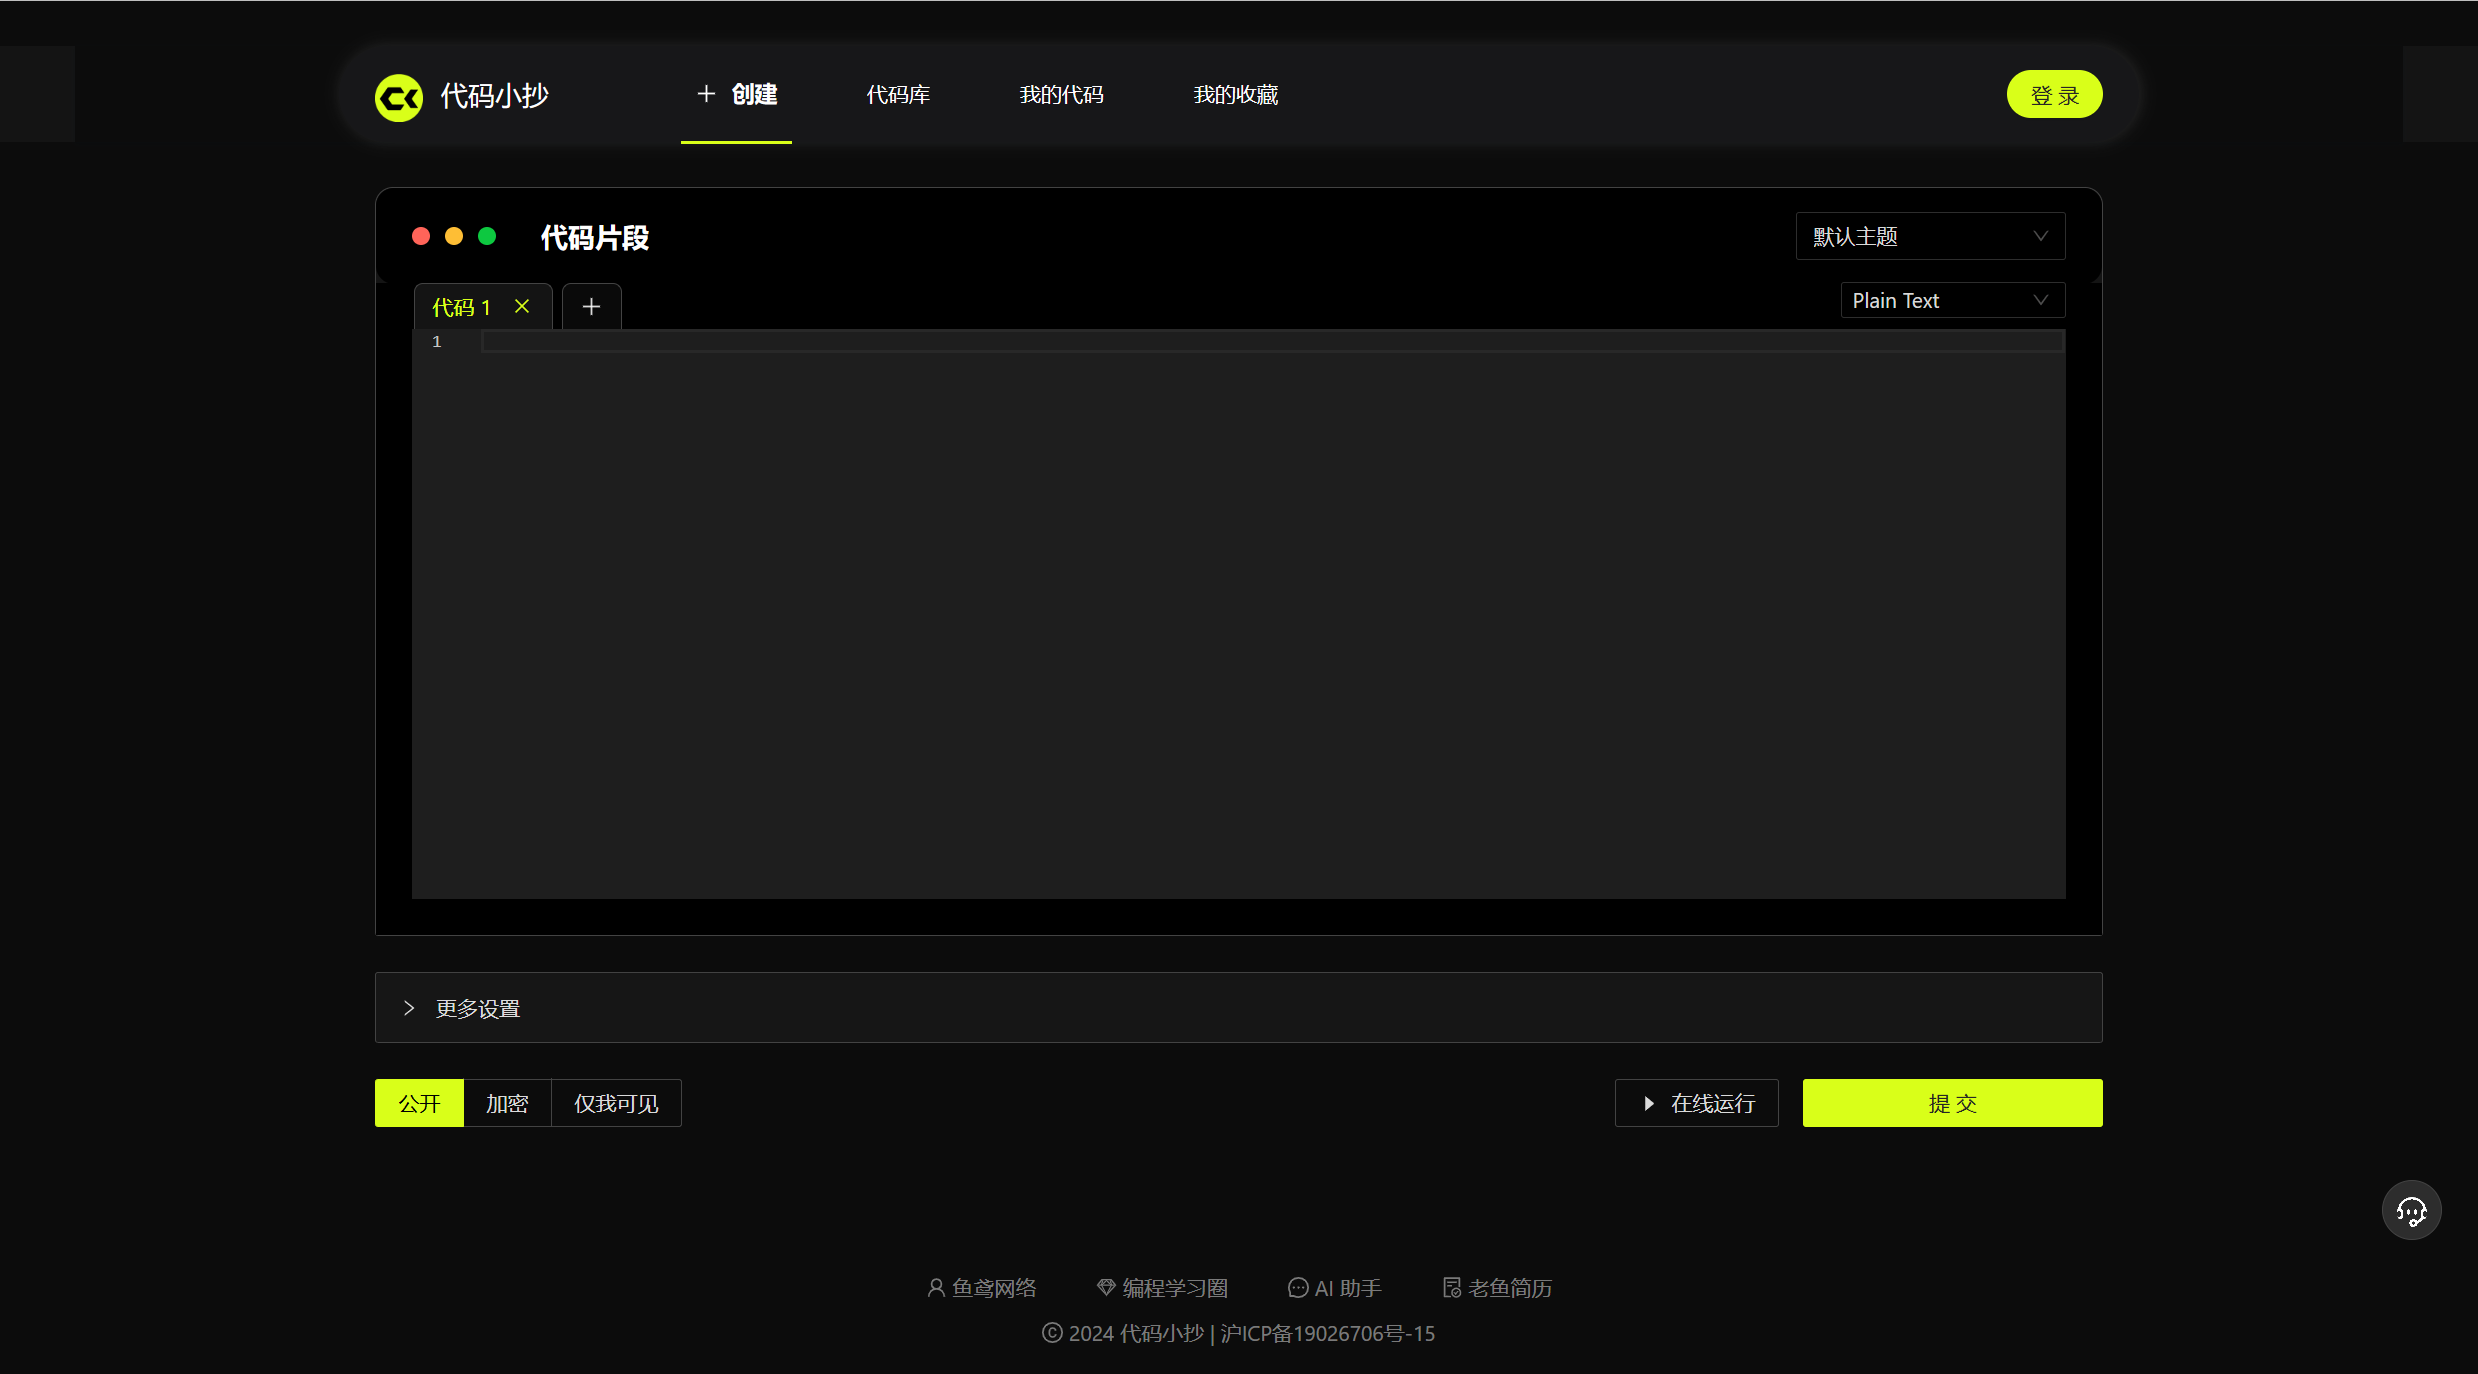 代码小抄
创建
代码库
我的代码
我的收藏
登 录
代码片段
默认主题
代码 1
Plain Text
1
更多设置
公开
加密
仅我可见
在线运行
提 交
鱼鸢网络
编程学习圈
AI 助手
老鱼简历
© 2024 代码小抄 | 沪ICP备19026706号-15